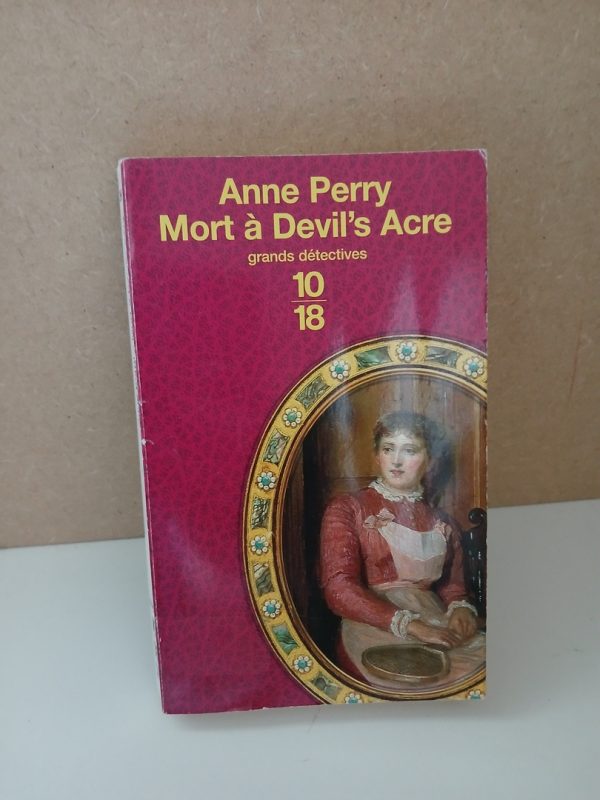 Anne Perry
Mort à Devil's Acre
grands détectives
10
18